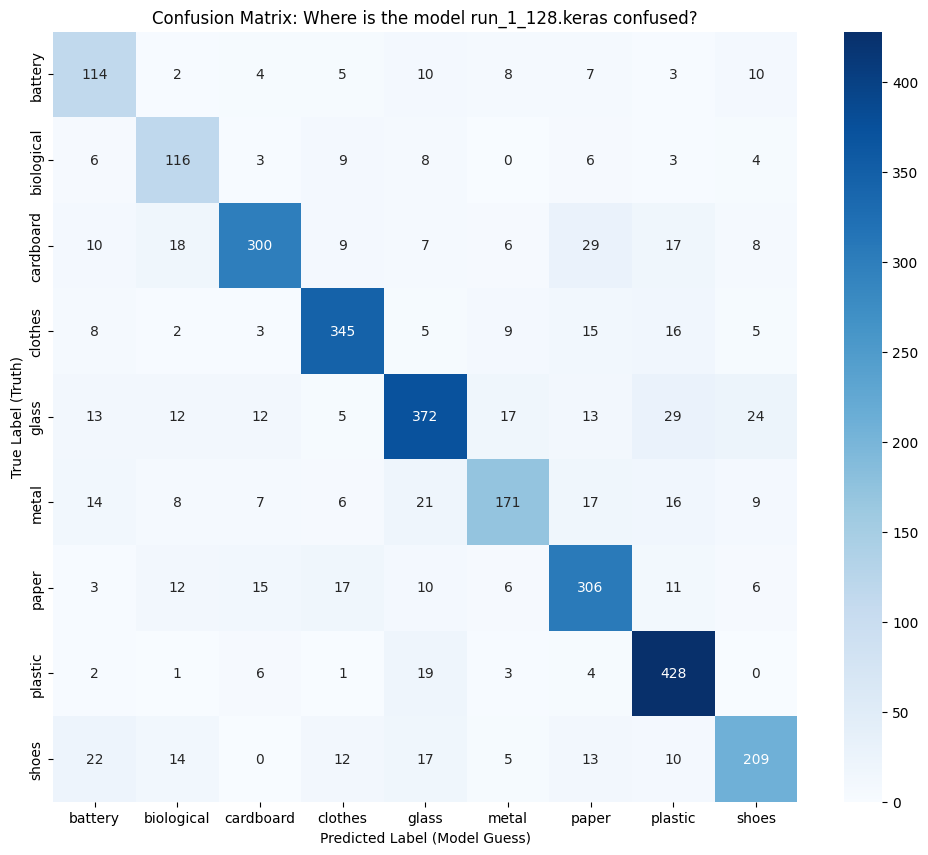 Confusion Matrix: Where is the model run_1_128.keras confused?
True Label (Truth)
battery 114 2 4 5 10 8 7 3 10
biological 6 116 3 9 8 0 6 3 4
cardboard 10 18 300 9 7 6 29 17 8
clothes 8 2 3 345 5 9 15 16 5
glass 13 12 12 5 372 17 13 29 24
metal 14 8 7 6 21 171 17 16 9
paper 3 12 15 17 10 6 306 11 6
plastic 2 1 6 1 19 3 4 428 0
shoes 22 14 0 12 17 5 13 10 209
battery biological cardboard clothes glass metal paper plastic shoes
Predicted Label (Model Guess)
400
350
300
250
200
150
100
50
0